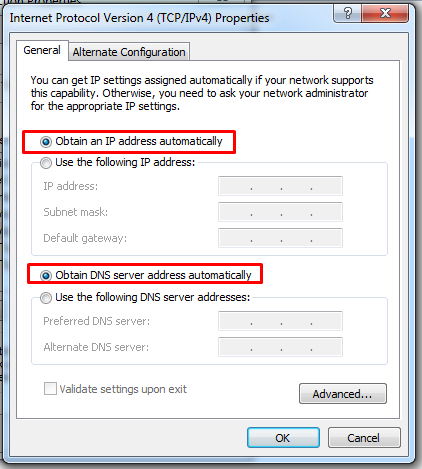 Internet Protocol Version 4 (TCP/IPv4) Properties
General
Alternate Configuration
You can get IP settings assigned automatically if your network supports
this capability. Otherwise, you need to ask your network administrator
for the appropriate IP settings.
Obtain an IP address automatically
Use the following IP address:
IP address:
Subnet mask:
Default gateway:
Obtain DNS server address automatically
Use the following DNS server addresses:
Preferred DNS server:
Alternate DNS server:
Validate settings upon exit
Advanced...
OK
Cancel